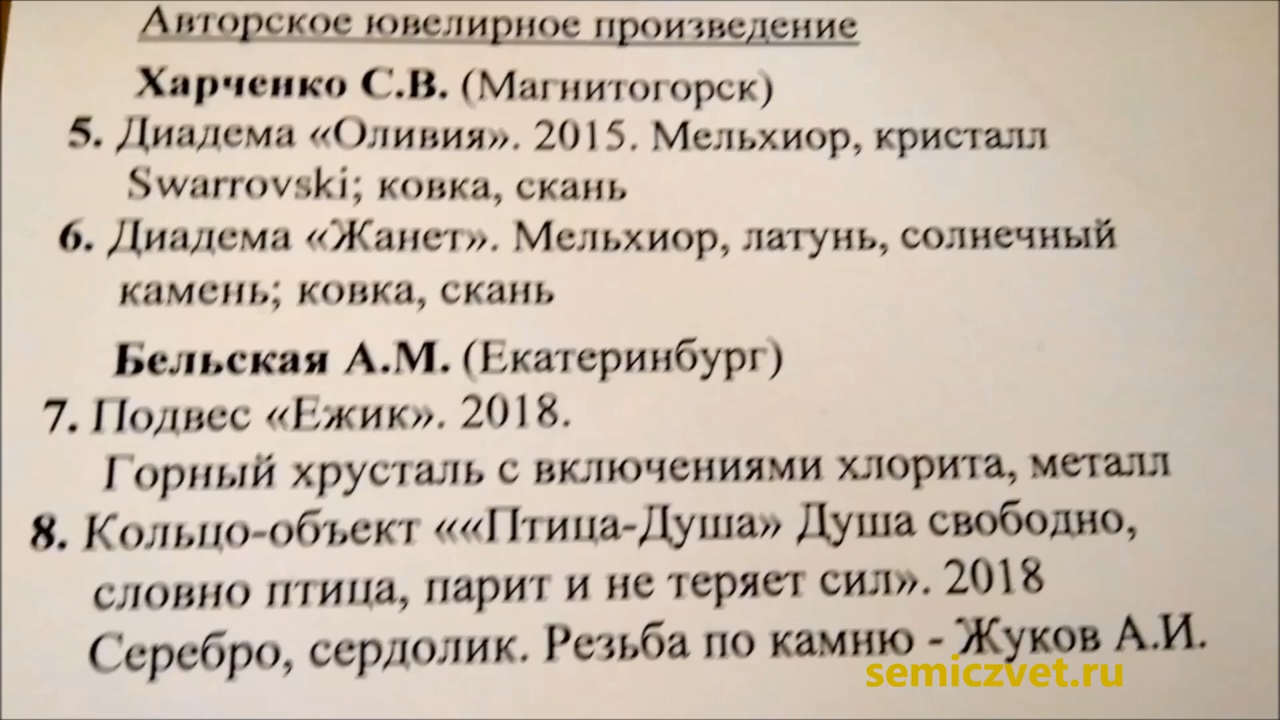 Авторское ювелирное произведение
Харченко С.В. (Магнитогорск)
5. Диадема «Оливия». 2015. Мельхиор, кристалл
Swarrovski; ковка, скань
6. Диадема «Жанет». Мельхиор, латунь, солнечный
камень; ковка, скань
Бельская А.М. (Екатеринбург)
7. Подвес «Ежик». 2018.
Горный хрусталь с включениями хлорита, металл
8. Кольцо-объект ««Птица-Душа» Душа свободно,
словно птица, парит и не теряет сил». 2018
Серебро, сердолик. Резьба по камню - Жуков А.И.
semiczvet.ru